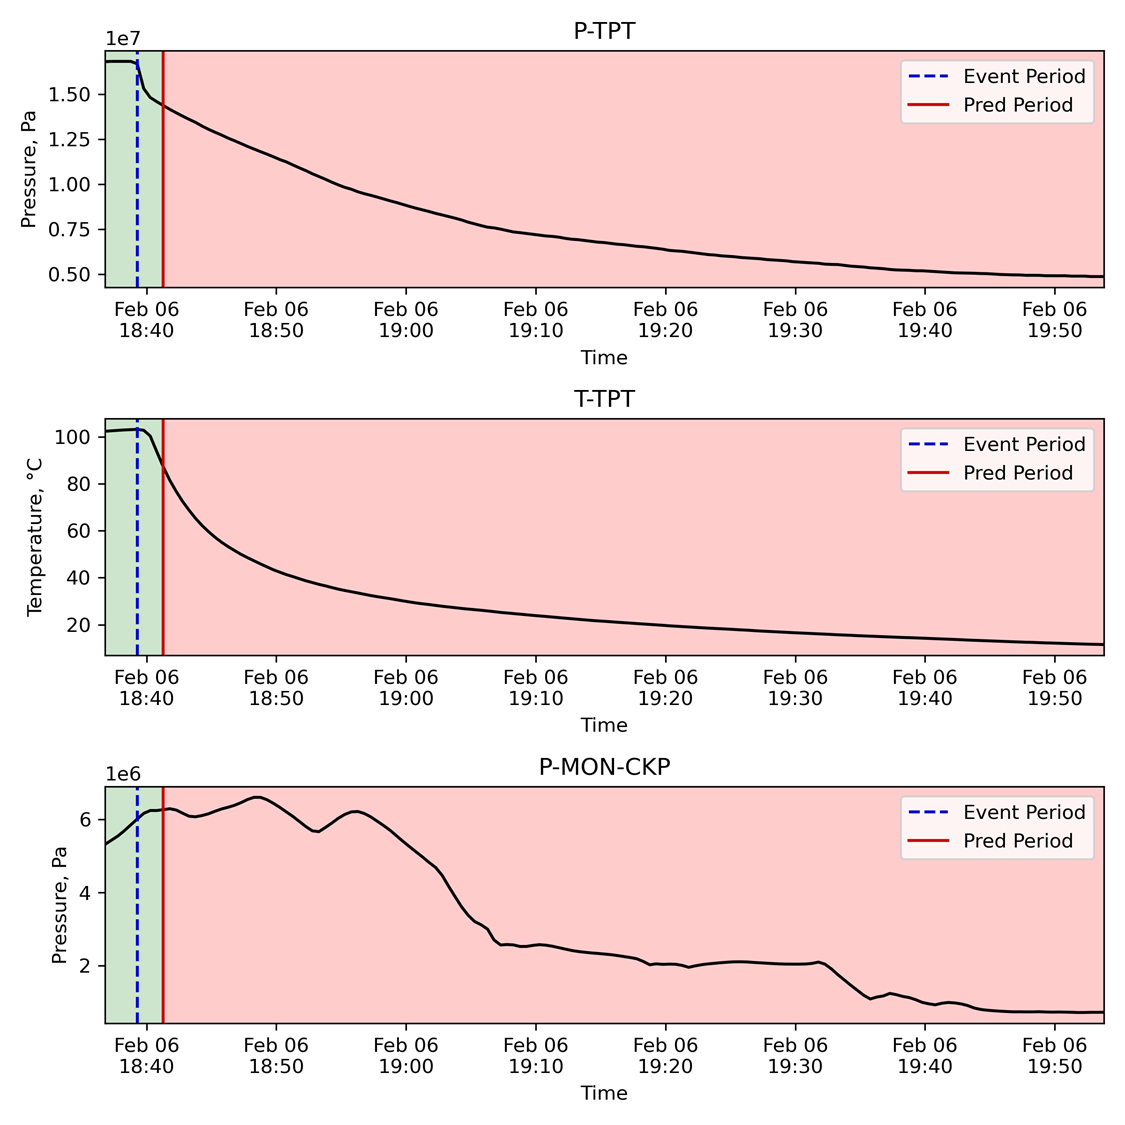 P-TPT
1e7
Pressure, Pa
1.50
1.25
1.00
0.75
0.50
Event Period
Pred Period
Feb 06 Feb 06 Feb 06 Feb 06 Feb 06 Feb 06 Feb 06 Feb 06
18:40 18:50 19:00 19:10 19:20 19:30 19:40 19:50
Time
T-TPT
Temperature, °C
100
80
60
40
20
Event Period
Pred Period
Feb 06 Feb 06 Feb 06 Feb 06 Feb 06 Feb 06 Feb 06 Feb 06
18:40 18:50 19:00 19:10 19:20 19:30 19:40 19:50
Time
P-MON-CKP
1e6
Pressure, Pa
6
4
2
Event Period
Pred Period
Feb 06 Feb 06 Feb 06 Feb 06 Feb 06 Feb 06 Feb 06 Feb 06
18:40 18:50 19:00 19:10 19:20 19:30 19:40 19:50
Time